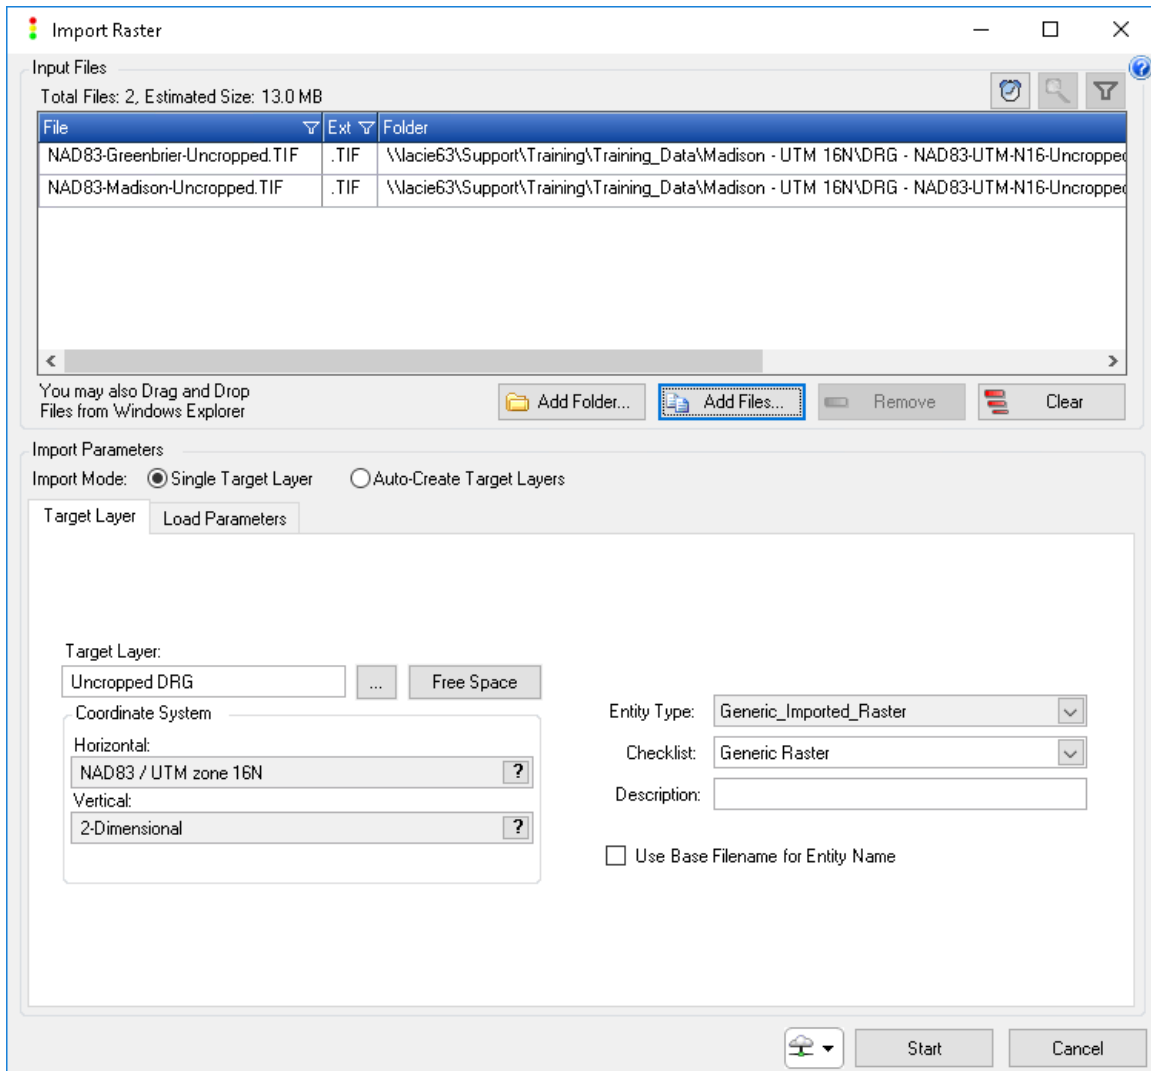 Import Raster
Input Files
Total Files: 2, Estimated Size: 13.0 MB
File Ext Folder
NAD83-Greenbrier-Uncropped.TIF .TIF \\lacie63\Support\Training\Training_Data\Madison - UTM 16N\DRG - NAD83-UTM-N16-Uncropped
NAD83-Madison-Uncropped.TIF .TIF \\lacie63\Support\Training\Training_Data\Madison - UTM 16N\DRG - NAD83-UTM-N16-Uncropped
You may also Drag and Drop
Files from Windows Explorer
Add Folder... Add Files... Remove Clear
Import Parameters
Import Mode: Single Target Layer Auto-Create Target Layers
Target Layer Load Parameters
Target Layer:
Uncropped DRG ... Free Space
Coordinate System
Horizontal:
NAD83 / UTM zone 16N ?
Vertical:
2-Dimensional ?
Entity Type: Generic_Imported_Raster
Checklist: Generic Raster
Description:
Use Base Filename for Entity Name
Start Cancel